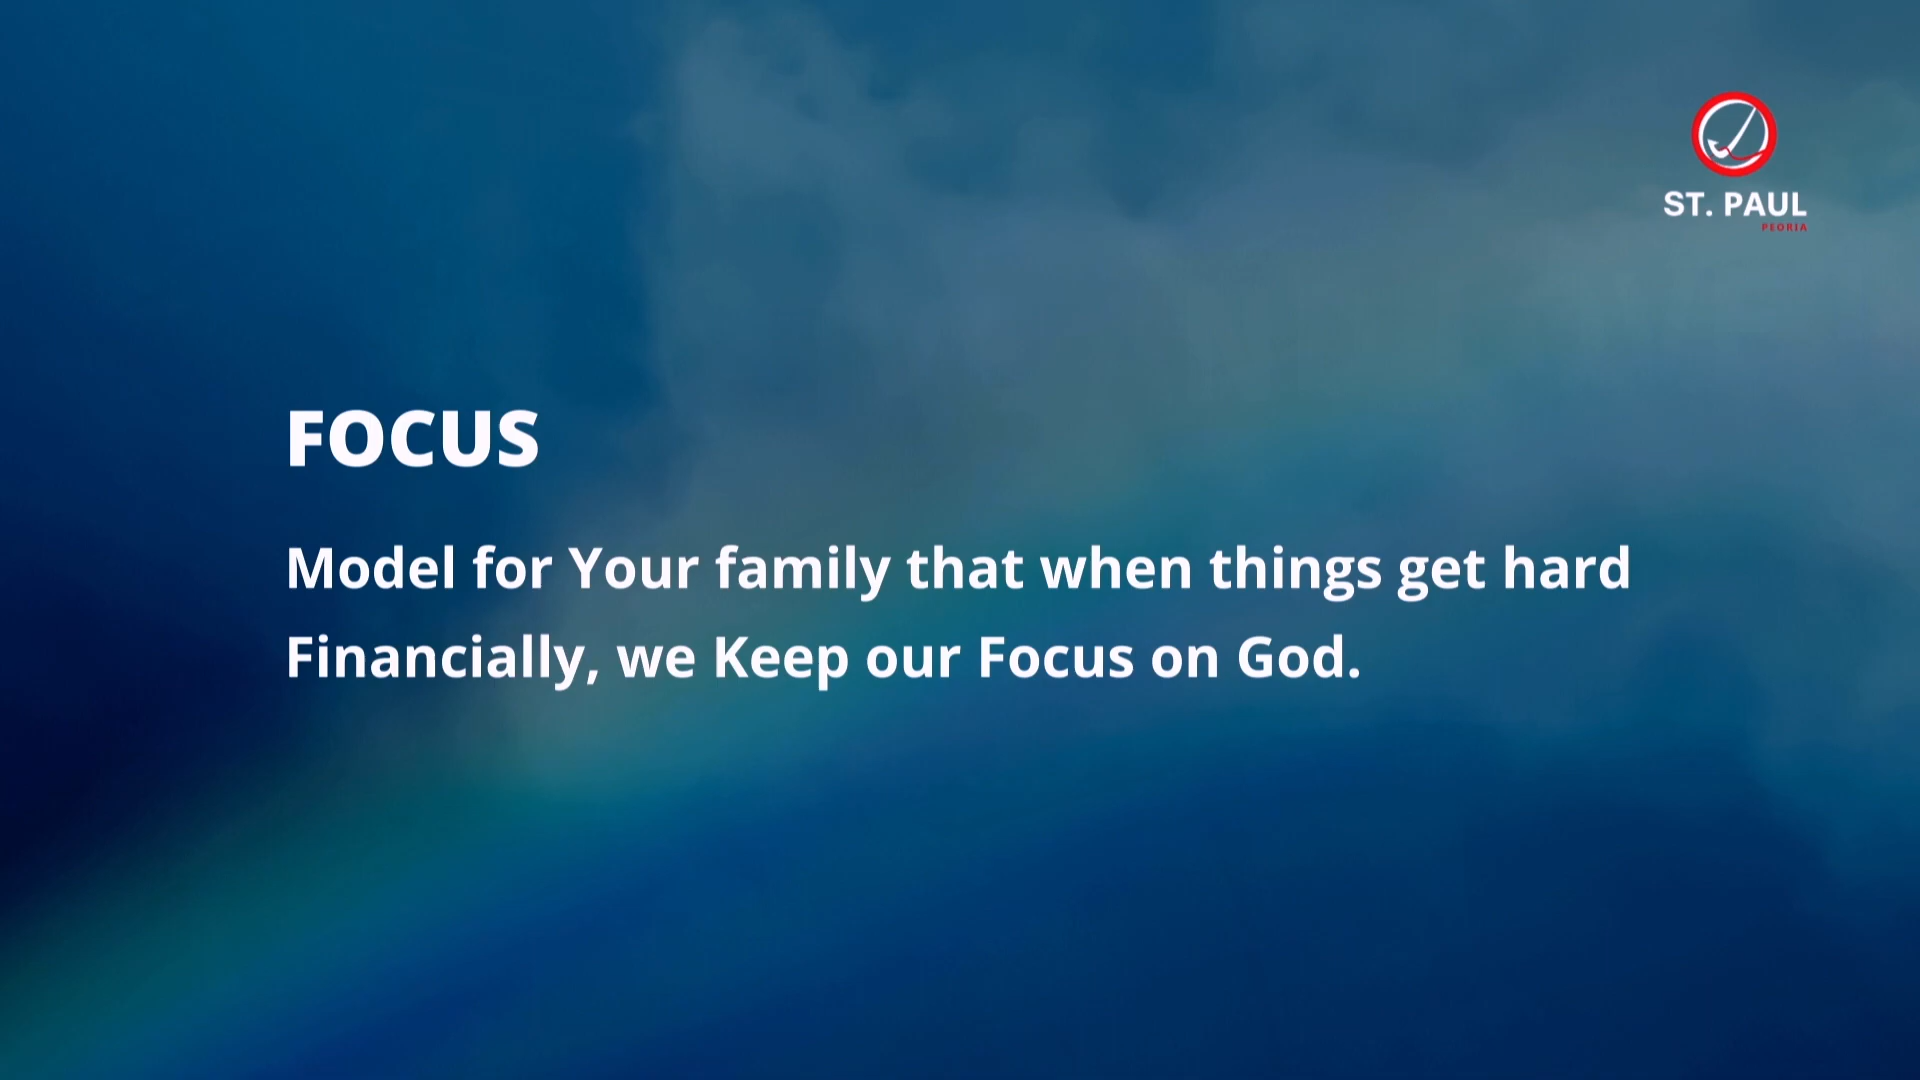 ST. PAUL
PEORIA
FOCUS
Model for Your family that when things get hard
Financially, we Keep our Focus on God.